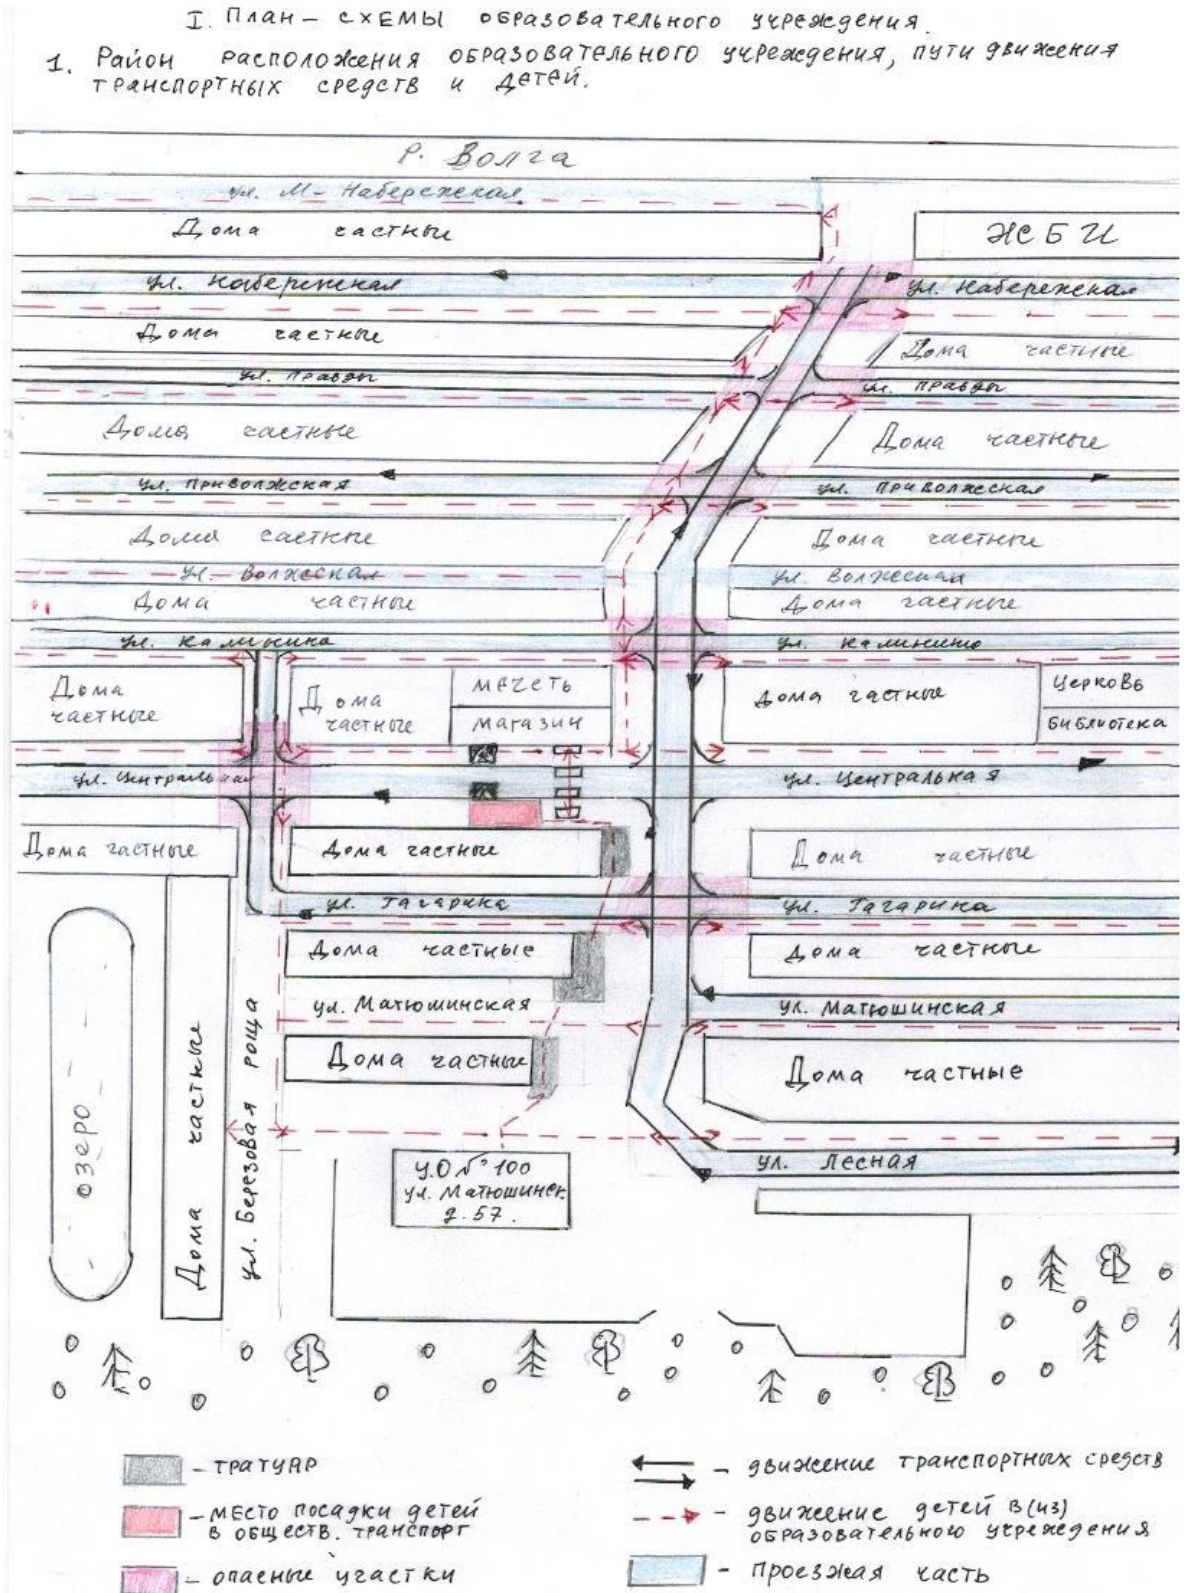 I. План - схемы образовательного учреждения.
1. Район расположения образовательного учреждения, пути движения
транспортных средств и детей.
р. Волга
ул. М- Набережная
Дома частные
ЖБИ
ул. Набережная
ул. Набережная
Дома частные
Дома частные
ул. Правды
ул. Правды
Дома частные
Дома частные
ул. Приволжская
ул. Приволжская
Дома частные
Дома частные
ул. Волжская
ул. Волжская
Дома частные
Дома частные
ул. Калинина
ул. Калинина
Дома
частные
Дома
частные
мечеть
магазин
Дома частные
церковь
библиотека
ул. Центральная
ул. Центральная
Дома частные
Дома частные
Дома частные
ул. Гагарина
ул. Гагарина
Дома частные
Дома частные
ул. Матюшинская
ул. Матюшинская
Дома частные
Дома частные
озеро
Дома частные
ул. Березовая роща
ул. Лесная
У.О №100
ул. Матюшинск
д. 57.
- тратуар
- место посадки детей
в обществ. транспорт
- опасные участки
- движение транспортных средств
- движение детей в(из)
образовательного учреждения
- проезжая часть